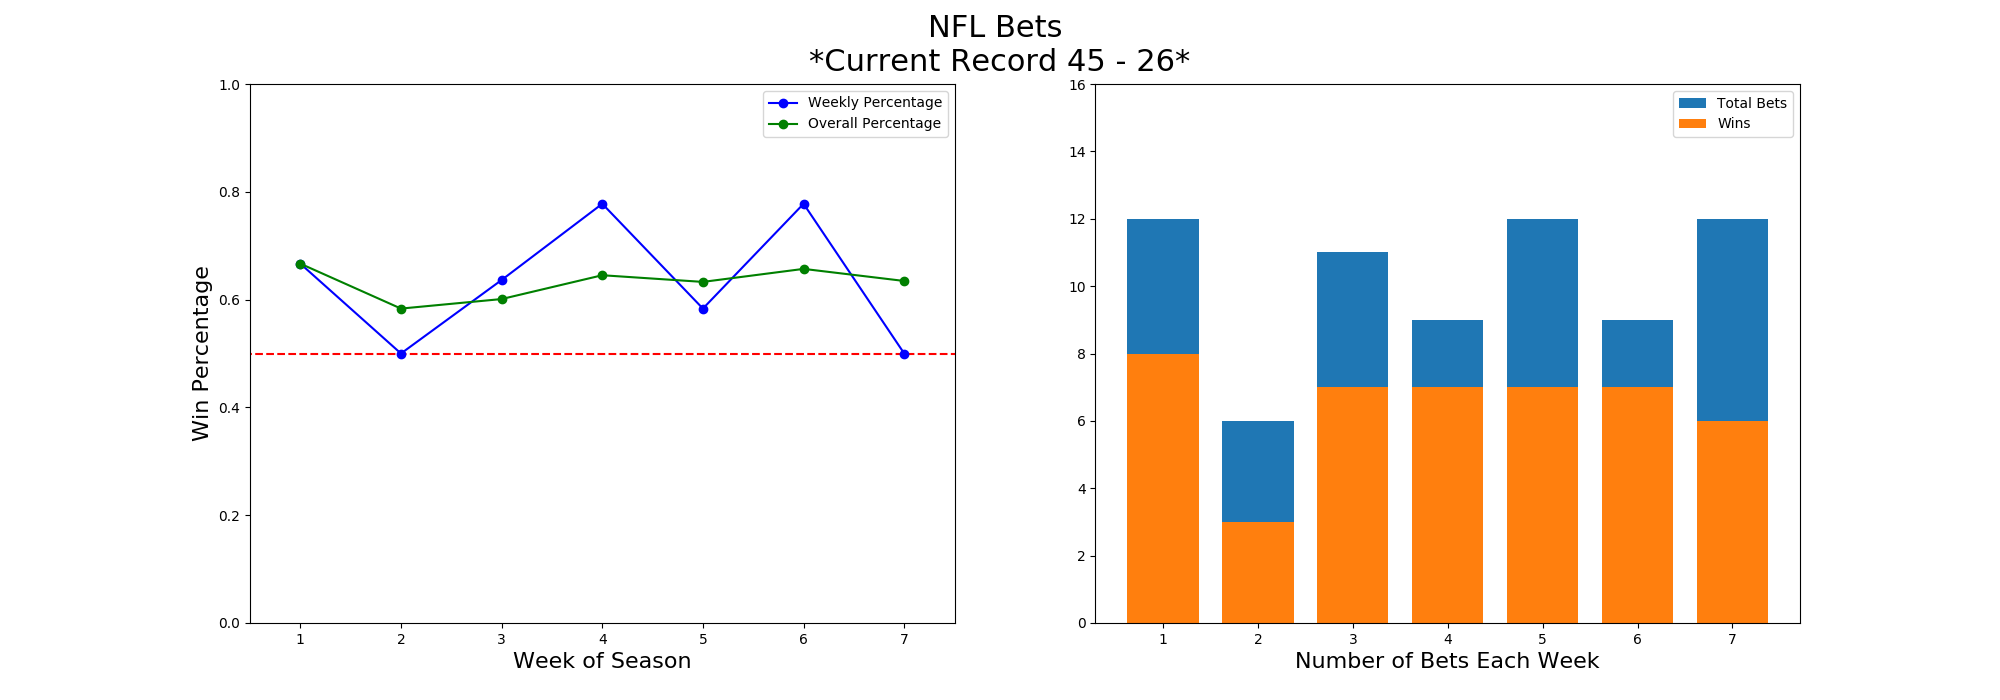 NFL Bets
*Current Record 45 - 26*
Win Percentage
1.0
0.8
0.6
0.4
0.2
0.0
Weekly Percentage
Overall Percentage
1 2 3 4 5 6 7
Week of Season
16
14
12
10
8
6
4
2
0
Total Bets
Wins
1 2 3 4 5 6 7
Number of Bets Each Week